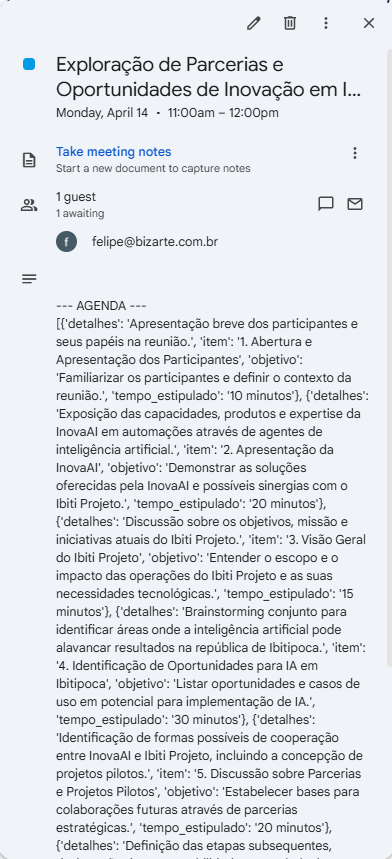 Exploração de Parcerias e
Oportunidades de Inovação em I...
Monday, April 14 • 11:00am – 12:00pm
Take meeting notes
Start a new document to capture notes
1 guest
1 awaiting
f felipe@bizarte.com.br
--- AGENDA ---
[{'detalhes': 'Apresentação breve dos participantes e
seus papéis na reunião.', 'item': '1. Abertura e
Apresentação dos Participantes', 'objetivo':
'Familiarizar os participantes e definir o contexto da
reunião.', 'tempo_estipulado': '10 minutos'}, {'detalhes':
'Exposição das capacidades, produtos e expertise da
InovaAI em automações através de agentes de
inteligência artificial.', 'item': '2. Apresentação da
InovaAI', 'objetivo': 'Demonstrar as soluções
oferecidas pela InovaAI e possíveis sinergias com o
Ibiti Projeto.', 'tempo_estipulado': '20 minutos'},
{'detalhes': 'Discussão sobre os objetivos, missão e
iniciativas atuais do Ibiti Projeto.', 'item': '3. Visão Geral
do Ibiti Projeto', 'objetivo': 'Entender o escopo e o
impacto das operações do Ibiti Projeto e as suas
necessidades tecnológicas.', 'tempo_estipulado': '15
minutos'}, {'detalhes': 'Brainstorming conjunto para
identificar áreas onde a inteligência artificial pode
alavancar resultados na república de Ibitipoca.', 'item':
'4. Identificação de Oportunidades para IA em
Ibitipoca', 'objetivo': 'Listar oportunidades e casos de
uso em potencial para implementação de IA.',
'tempo_estipulado': '30 minutos'}, {'detalhes':
'Identificação de formas possíveis de cooperação
entre InovaAI e Ibiti Projeto, incluindo a concepção de
projetos pilotos.', 'item': '5. Discussão sobre Parcerias
e Projetos Pilotos', 'objetivo': 'Estabelecer bases para
colaborações futuras através de parcerias
estratégicas.', 'tempo_estipulado': '20 minutos'},
{'detalhes': 'Definição das etapas subsequentes,